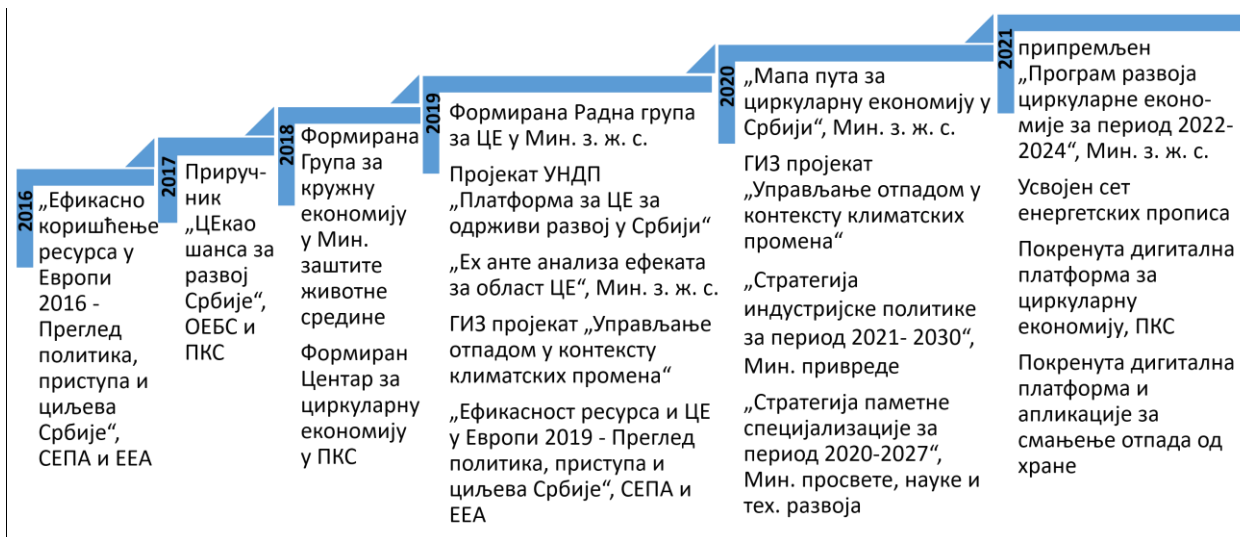 2016
„Ефикасно
коришћење
ресурса у
Европи
2016 -
Преглед
политика,
приступа и
циљева
Србије“,
СЕПА и ЕЕА
2017
Прируч-
ник
„ЦЕкао
шанса за
развој
Србије“,
ОЕБС и
ПКС
2018
Формирана
Група за
кружну
економију
у Мин.
заштите
животне
средине
Формиран
Центар за
циркуларну
економију
у ПКС
2019
Формирана Радна група
за ЦЕ у Мин. з. ж. с.
Пројекат УНДП
„Платформа за ЦЕ за
одрживи развој у Србији“
„Ex анте анализа ефеката
за област ЦЕ“, Мин. з. ж. с.
ГИЗ пројекат „Управљање
отпадом у контексту
климатских промена“
„Ефикасност ресурса и ЦЕ
у Европи 2019 - Преглед
политика, приступа и
циљева Србије“, СЕПА и
ЕЕА
2020
„Мапа пута за
циркуларну економију у
Србији“, Мин. з. ж. с.
ГИЗ пројекат
„Управљање отпадом у
контексту климатских
промена“
„Стратегија
индустријске политике
за период 2021- 2030“,
Мин. привреде
„Стратегија паметне
специјализације за
период 2020-2027“,
Мин. просвете, науке и
тех. развоја
2021
припремљен
„Програм развоја
циркуларне еконо-
мије за период 2022-
2024“, Мин. з. ж. с.
Усвојен сет
енергетских прописа
Покренута дигитална
платформа за
циркуларну
економију, ПКС
Покренута дигитална
платформа и
апликације за
смањење отпада од
хране